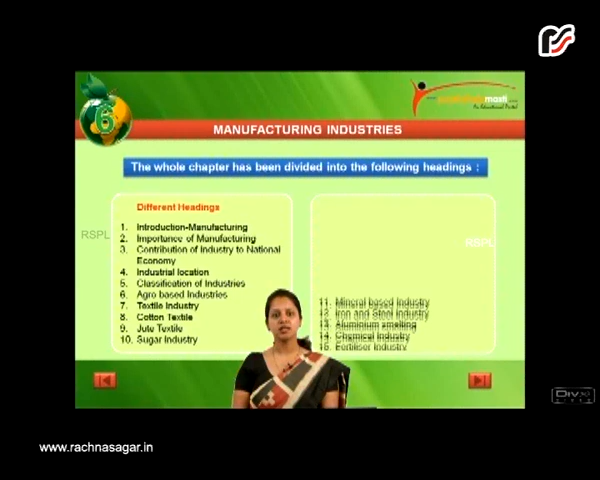 6
MANUFACTURING INDUSTRIES
The whole chapter has been divided into the following headings :
Different Headings
1. Introduction-Manufacturing
2. Importance of Manufacturing
3. Contribution of Industry to National
Economy
4. Industrial location
5. Classification of Industries
6. Agro based Industries
7. Textile Industry
8. Cotton Textile
9. Jute Textile
10. Sugar Industry
11. Mineral based Industry
12. Iron and Steel Industry
13. Aluminum smelting
14. Chemical Industry
15. Fertiliser Industry
RSPL
RSPL
www.rachnasagar.in